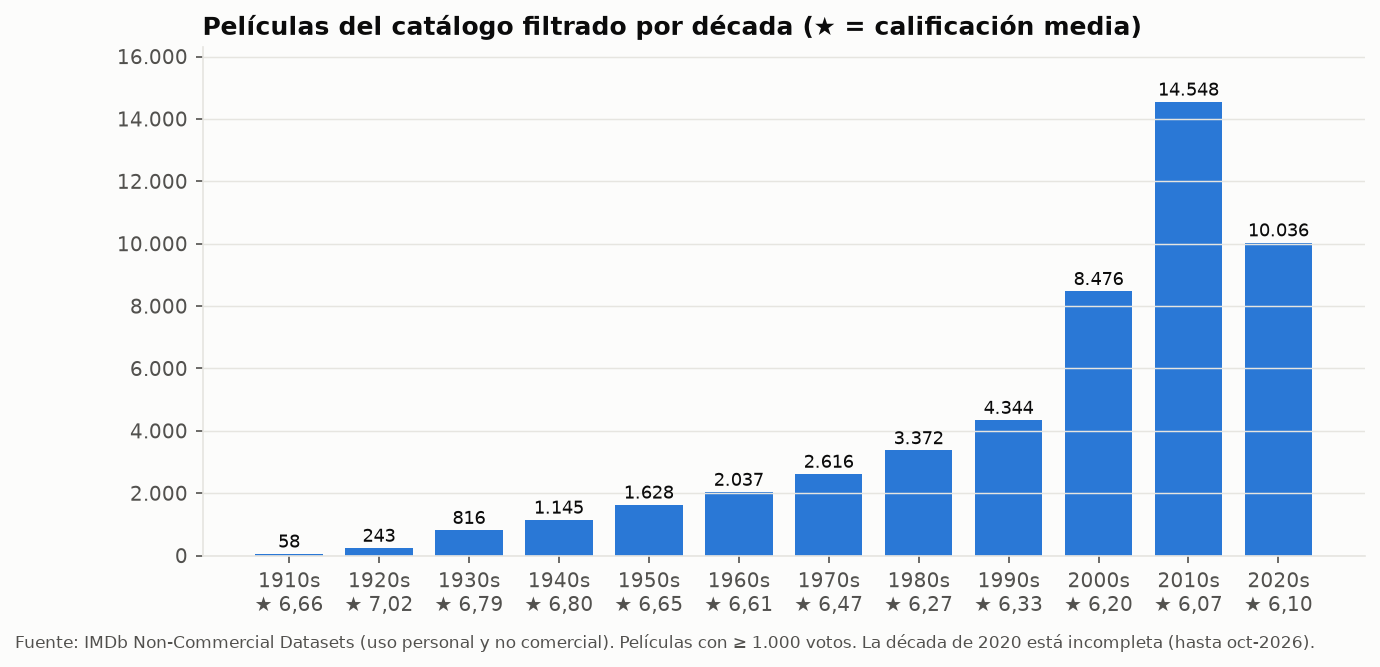 Películas del catálogo filtrado por década (★ = calificación media)
16.000
14.000
12.000
10.000
8.000
6.000
4.000
2.000
0
58
243
816
1.145
1.628
2.037
2.616
3.372
4.344
8.476
14.548
10.036
1910s
★ 6,66
1920s
★ 7,02
1930s
★ 6,79
1940s
★ 6,80
1950s
★ 6,65
1960s
★ 6,61
1970s
★ 6,47
1980s
★ 6,27
1990s
★ 6,33
2000s
★ 6,20
2010s
★ 6,07
2020s
★ 6,10
Fuente: IMDb Non-Commercial Datasets (uso personal y no comercial). Películas con ≥ 1.000 votos. La década de 2020 está incompleta (hasta oct-2026).